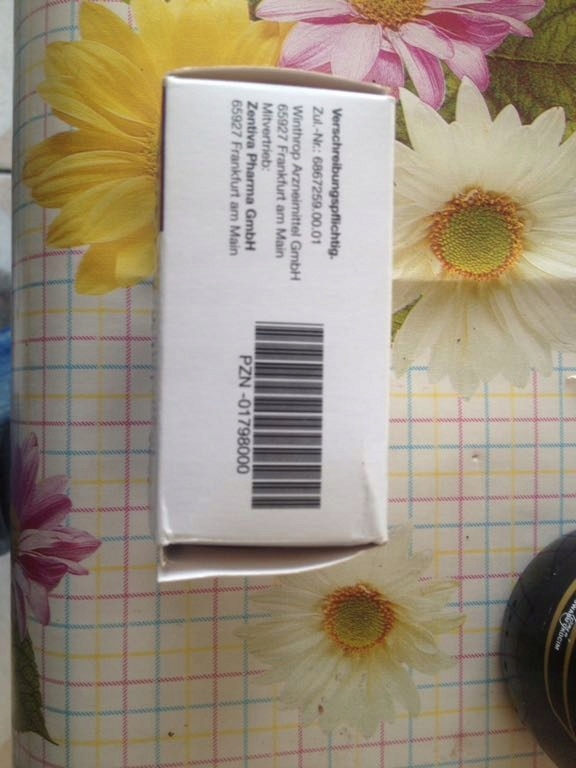 Verschreibungspflichtig.
Zul.-Nr.: 6867259.00.01
Winthrop Arzneimittel GmbH
65927 Frankfurt am Main
Mitvertrieb:
Zentiva Pharma GmbH
65927 Frankfurt am Main
PZN -01798000